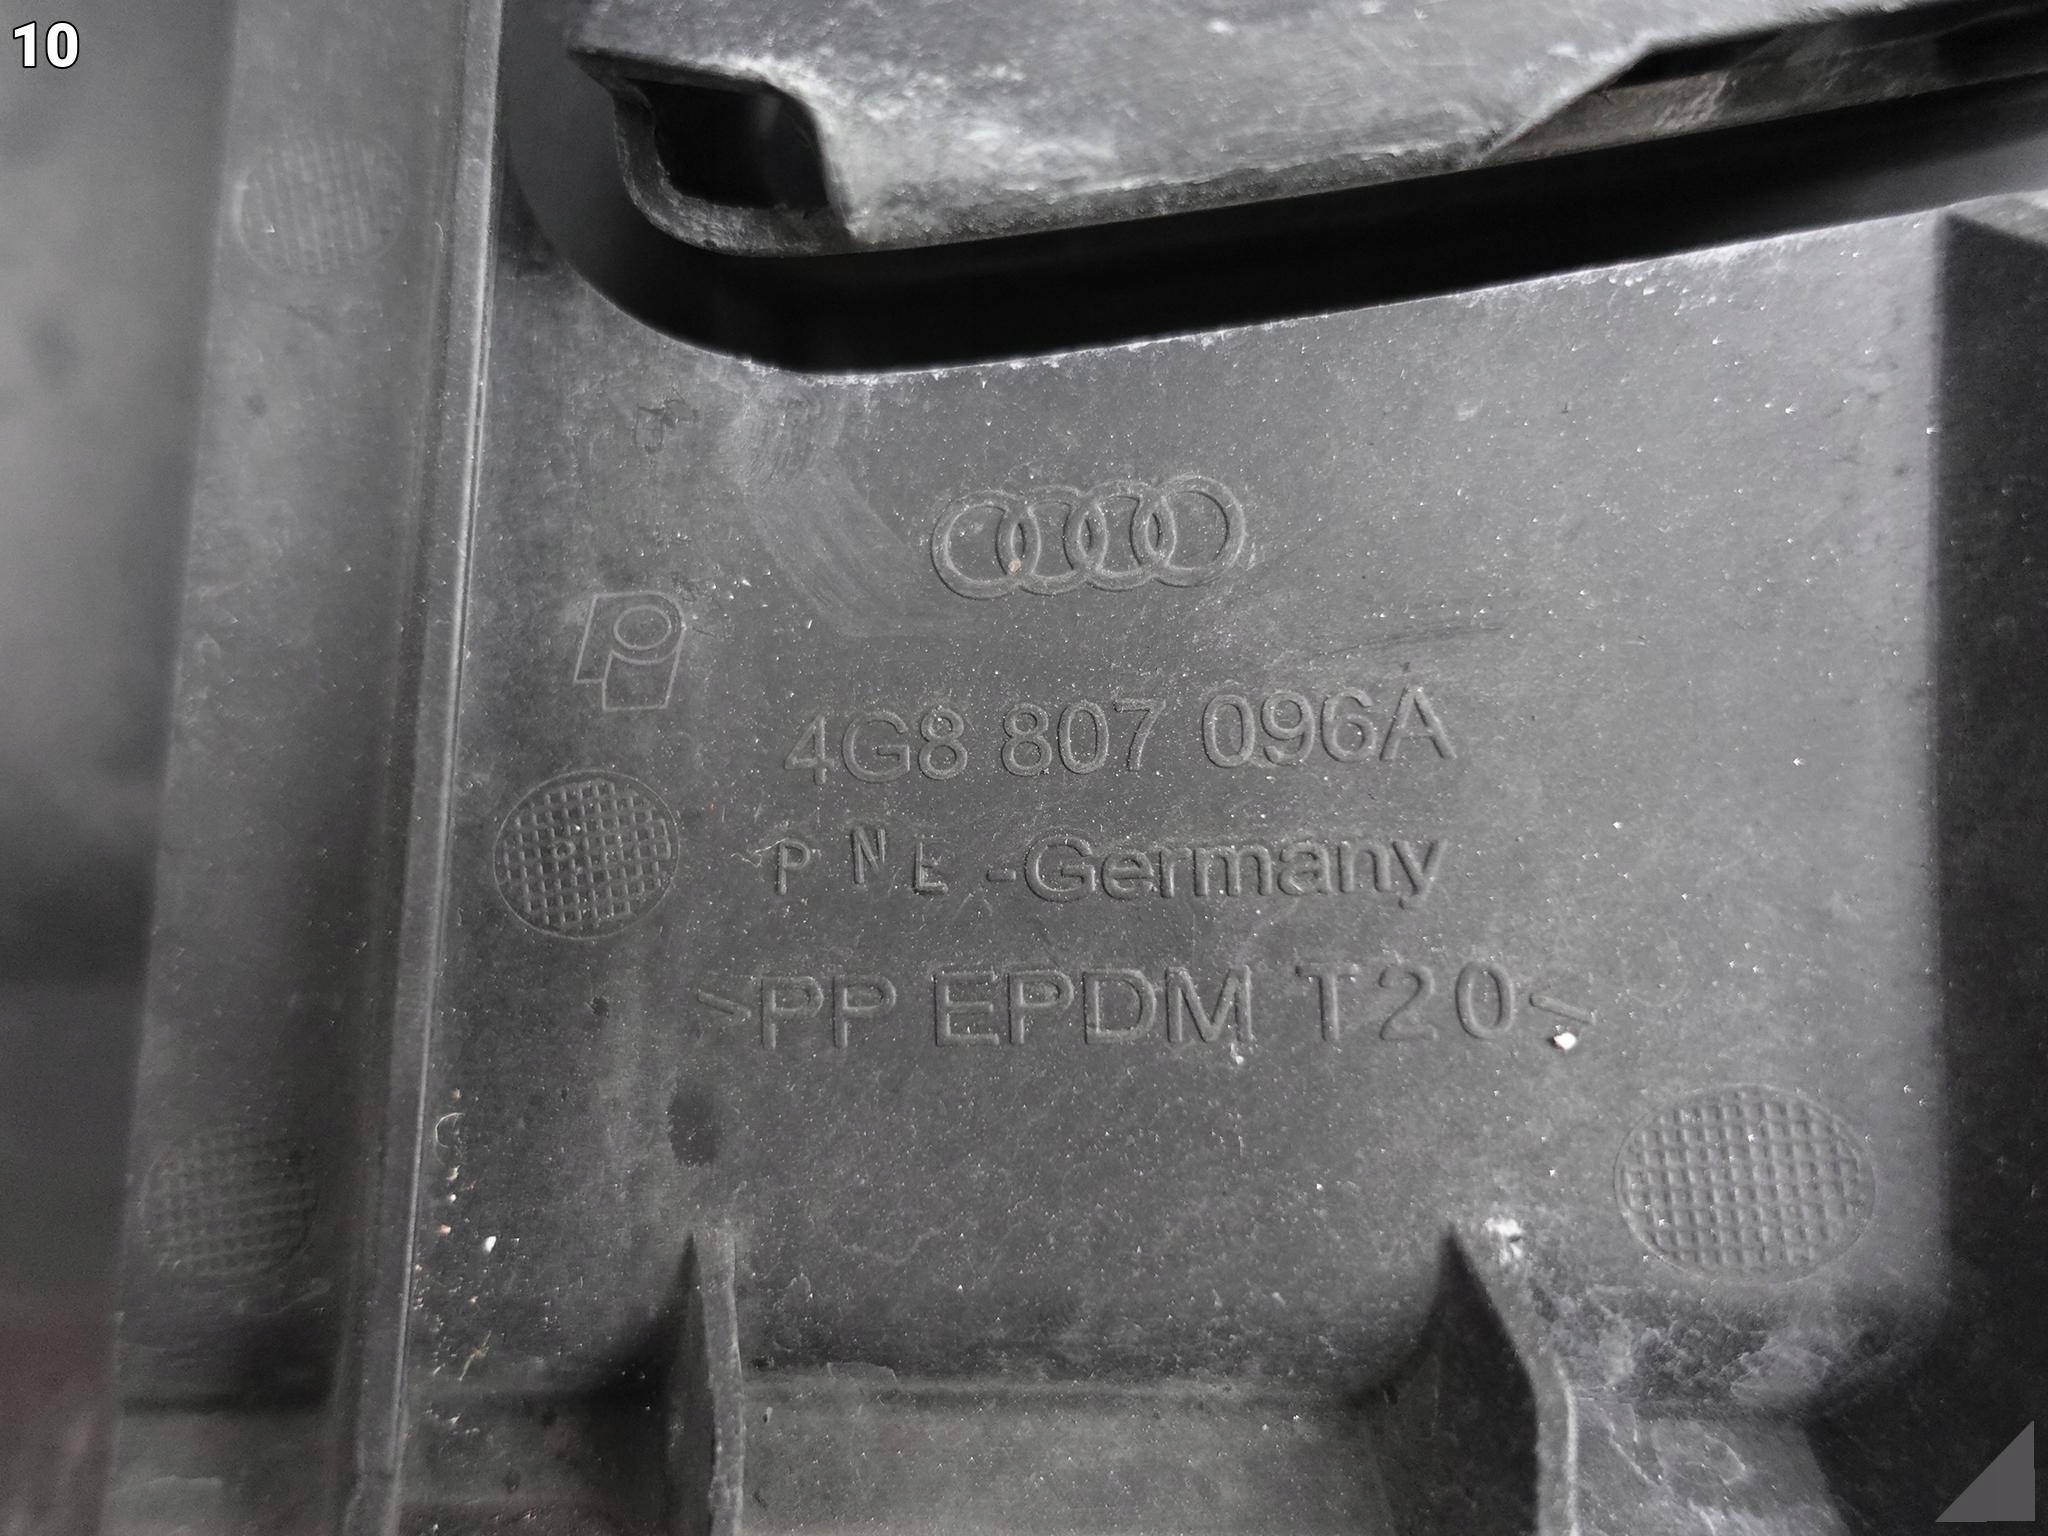 10
4G8 807 096A
P N E -Germany
>PP EPDM T20<